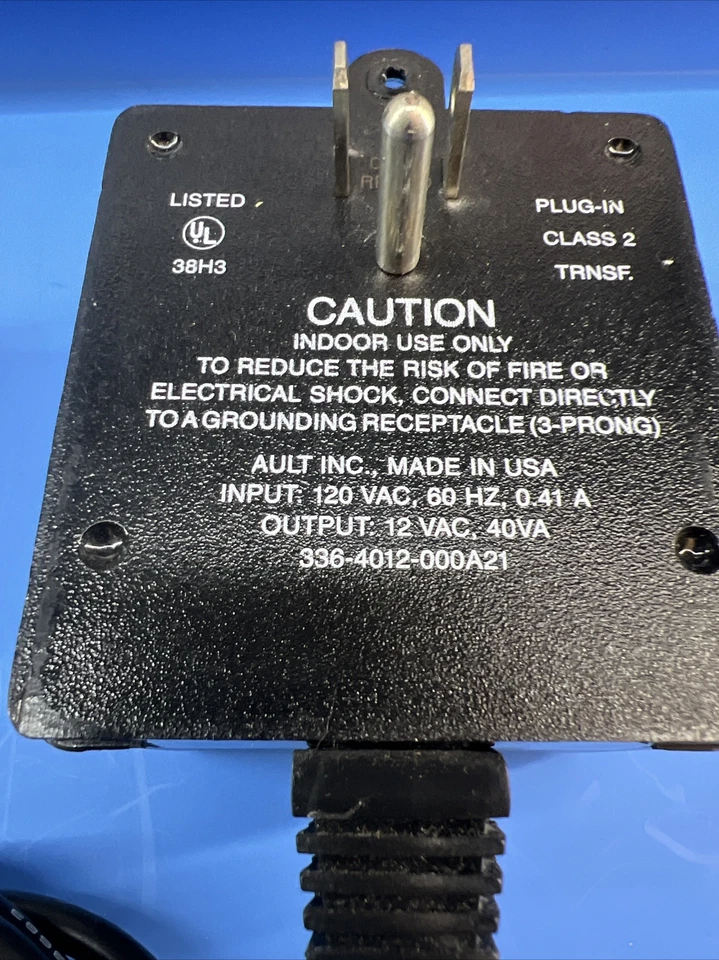 LISTED
UL
38H3
PLUG-IN
CLASS 2
TRNSF.
CAUTION
INDOOR USE ONLY
TO REDUCE THE RISK OF FIRE OR
ELECTRICAL SHOCK, CONNECT DIRECTLY
TO A GROUNDING RECEPTACLE (3-PRONG)
AULT INC., MADE IN USA
INPUT: 120 VAC, 60 HZ, 0.41 A
OUTPUT: 12 VAC, 40VA
336-4012-000A21